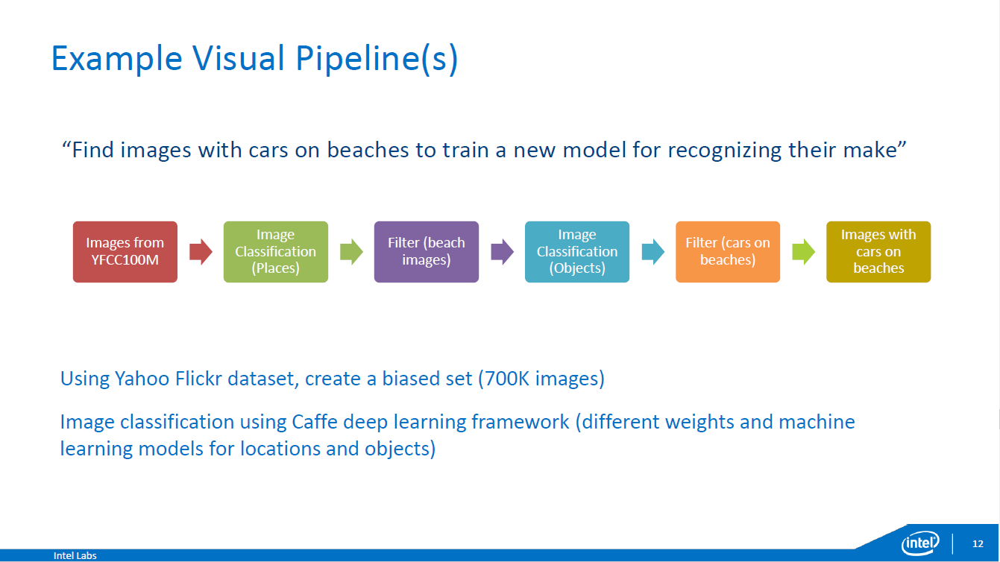 Example Visual Pipeline(s)
“Find images with cars on beaches to train a new model for recognizing their make”
Images from
YFCC100M
Image
Classification
(Places)
Filter (beach
images)
Image
Classification
(Objects)
Filter (cars on
beaches)
Images with
cars on
beaches
Using Yahoo Flickr dataset, create a biased set (700K images)
Image classification using Caffe deep learning framework (different weights and machine
learning models for locations and objects)
Intel Labs
intel
12